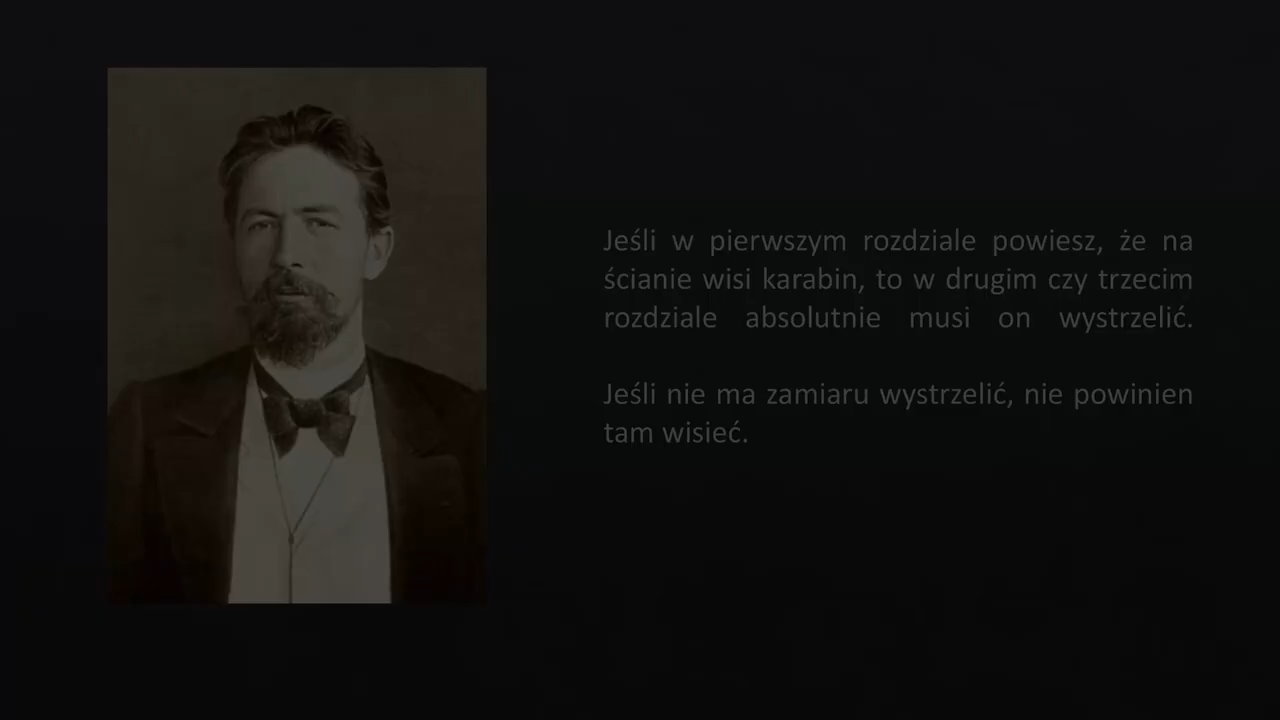 Jeśli w pierwszym rozdziale powiesz, że na
ścianie wisi karabin, to w drugim czy trzecim
rozdziale absolutnie musi on wystrzelić.
Jeśli nie ma zamiaru wystrzelić, nie powinien
tam wisieć.